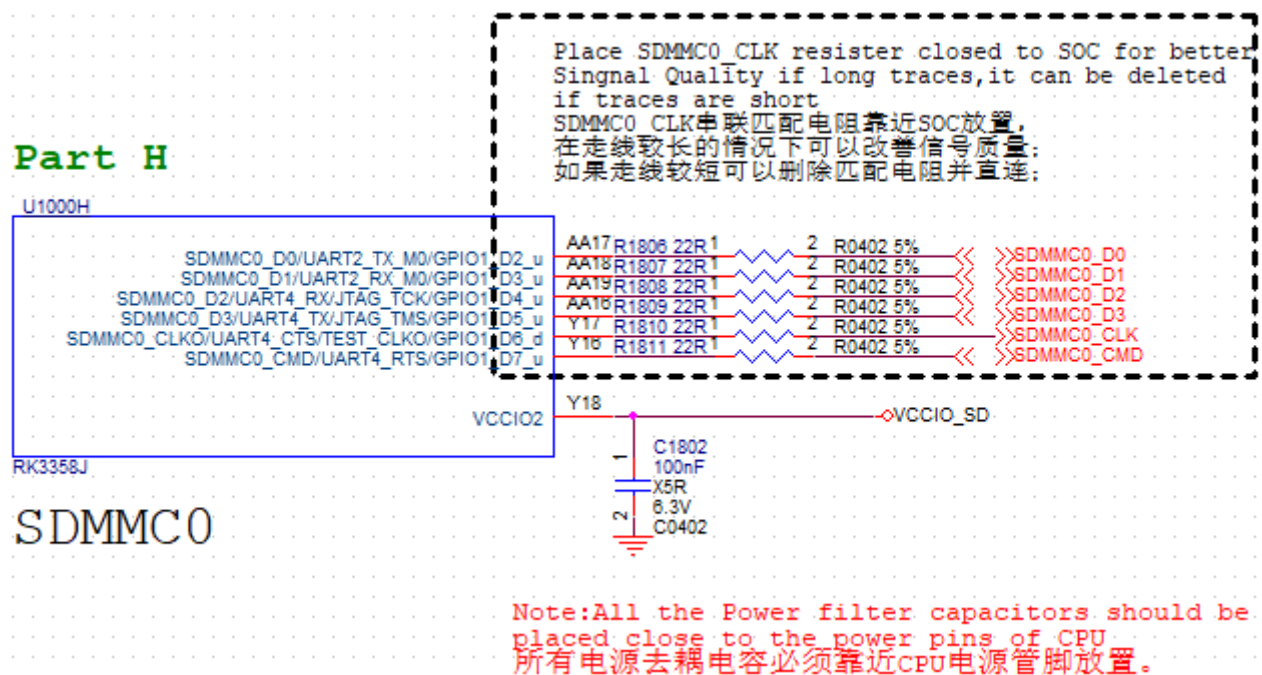 Place SDMMC0_CLK resister closed to SOC for better
Singnal Quality if long traces,it can be deleted
if traces are short
SDMMC0_CLK串联匹配电阻靠近SOC放置,
在走线较长的情况下可以改善信号质量;
如果走线较短可以删除匹配电阻并直连;
Part H
U1000H
SDMMC0_D0/UART2_TX_M0/GPIO1_D2_u AA17 R1806 22R 1 2 R0402 5% SDMMC0_D0
SDMMC0_D1/UART2_RX_M0/GPIO1_D3_u AA18 R1807 22R 1 2 R0402 5% SDMMC0_D1
SDMMC0_D2/UART4_RX/JTAG_TCK/GPIO1_D4_u AA19 R1808 22R 1 2 R0402 5% SDMMC0_D2
SDMMC0_D3/UART4_TX/JTAG_TMS/GPIO1_D5_u AA16 R1809 22R 1 2 R0402 5% SDMMC0_D3
SDMMC0_CLKO/UART4_CTS/TEST_CLKO/GPIO1_D6_d Y17 R1810 22R 1 2 R0402 5% SDMMC0_CLK
SDMMC0_CMD/UART4_RTS/GPIO1_D7_u Y16 R1811 22R 1 2 R0402 5% SDMMC0_CMD
VCCIO2 Y18 VCCIO_SD
1 C1802
100nF
X5R
2 6.3V
C0402
RK3358J
SDMMC0
Note:All the Power filter capacitors should be
placed close to the power pins of CPU
所有电源去耦电容必须靠近CPU电源管脚放置。